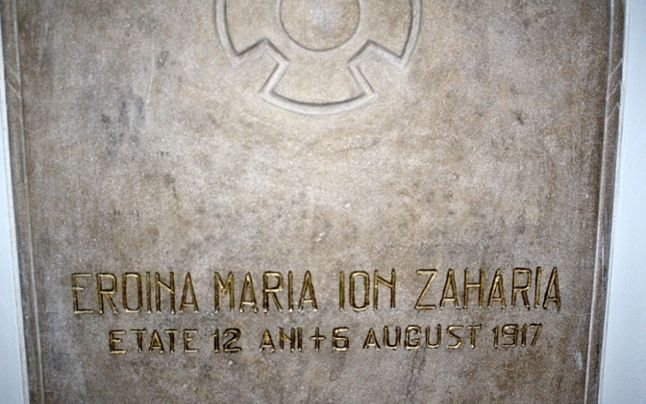 EROINA MARIA ION ZAHARIA
ETATE 12 ANI + 6 AUGUST 1917